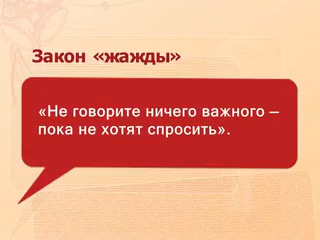 Закон «жажды»
«Не говорите ничего важного –
пока не хотят спросить».